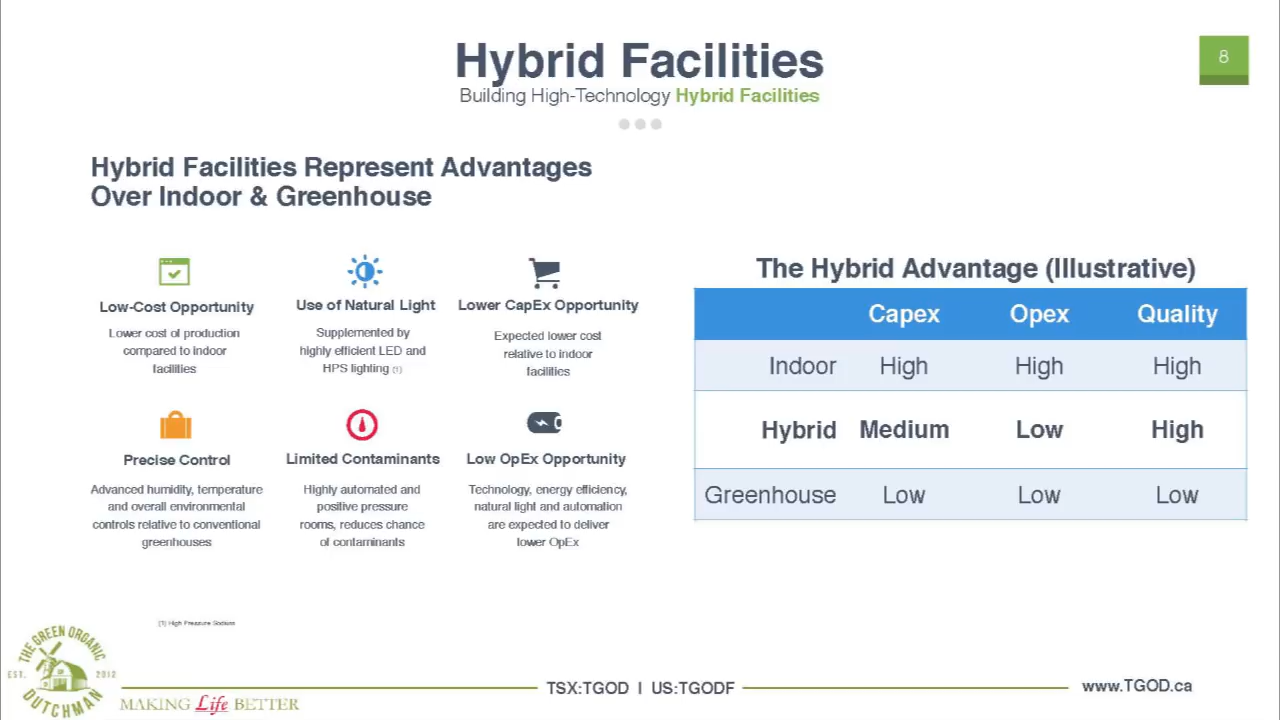 Hybrid Facilities
Building High-Technology Hybrid Facilities
8
Hybrid Facilities Represent Advantages
Over Indoor & Greenhouse
Low-Cost Opportunity
Lower cost of production
compared to indoor
facilities
Use of Natural Light
Supplemented by
highly efficient LED and
HPS lighting (1)
Lower CapEx Opportunity
Expected lower cost
relative to indoor
facilities
Precise Control
Advanced humidity, temperature
and overall environmental
controls relative to conventional
greenhouses
Limited Contaminants
Highly automated and
positive pressure
rooms, reduces chance
of contaminants
Low OpEx Opportunity
Technology, energy efficiency,
natural light and automation
are expected to deliver
lower OpEx
The Hybrid Advantage (Illustrative)
Capex Opex Quality
Indoor High High High
Hybrid Medium Low High
Greenhouse Low Low Low
(1) High Pressure Sodium
THE GREEN ORGANIC
EST. 2012
DUTCHMAN
MAKING Life BETTER
TSX:TGOD | US:TGODF
www.TGOD.ca